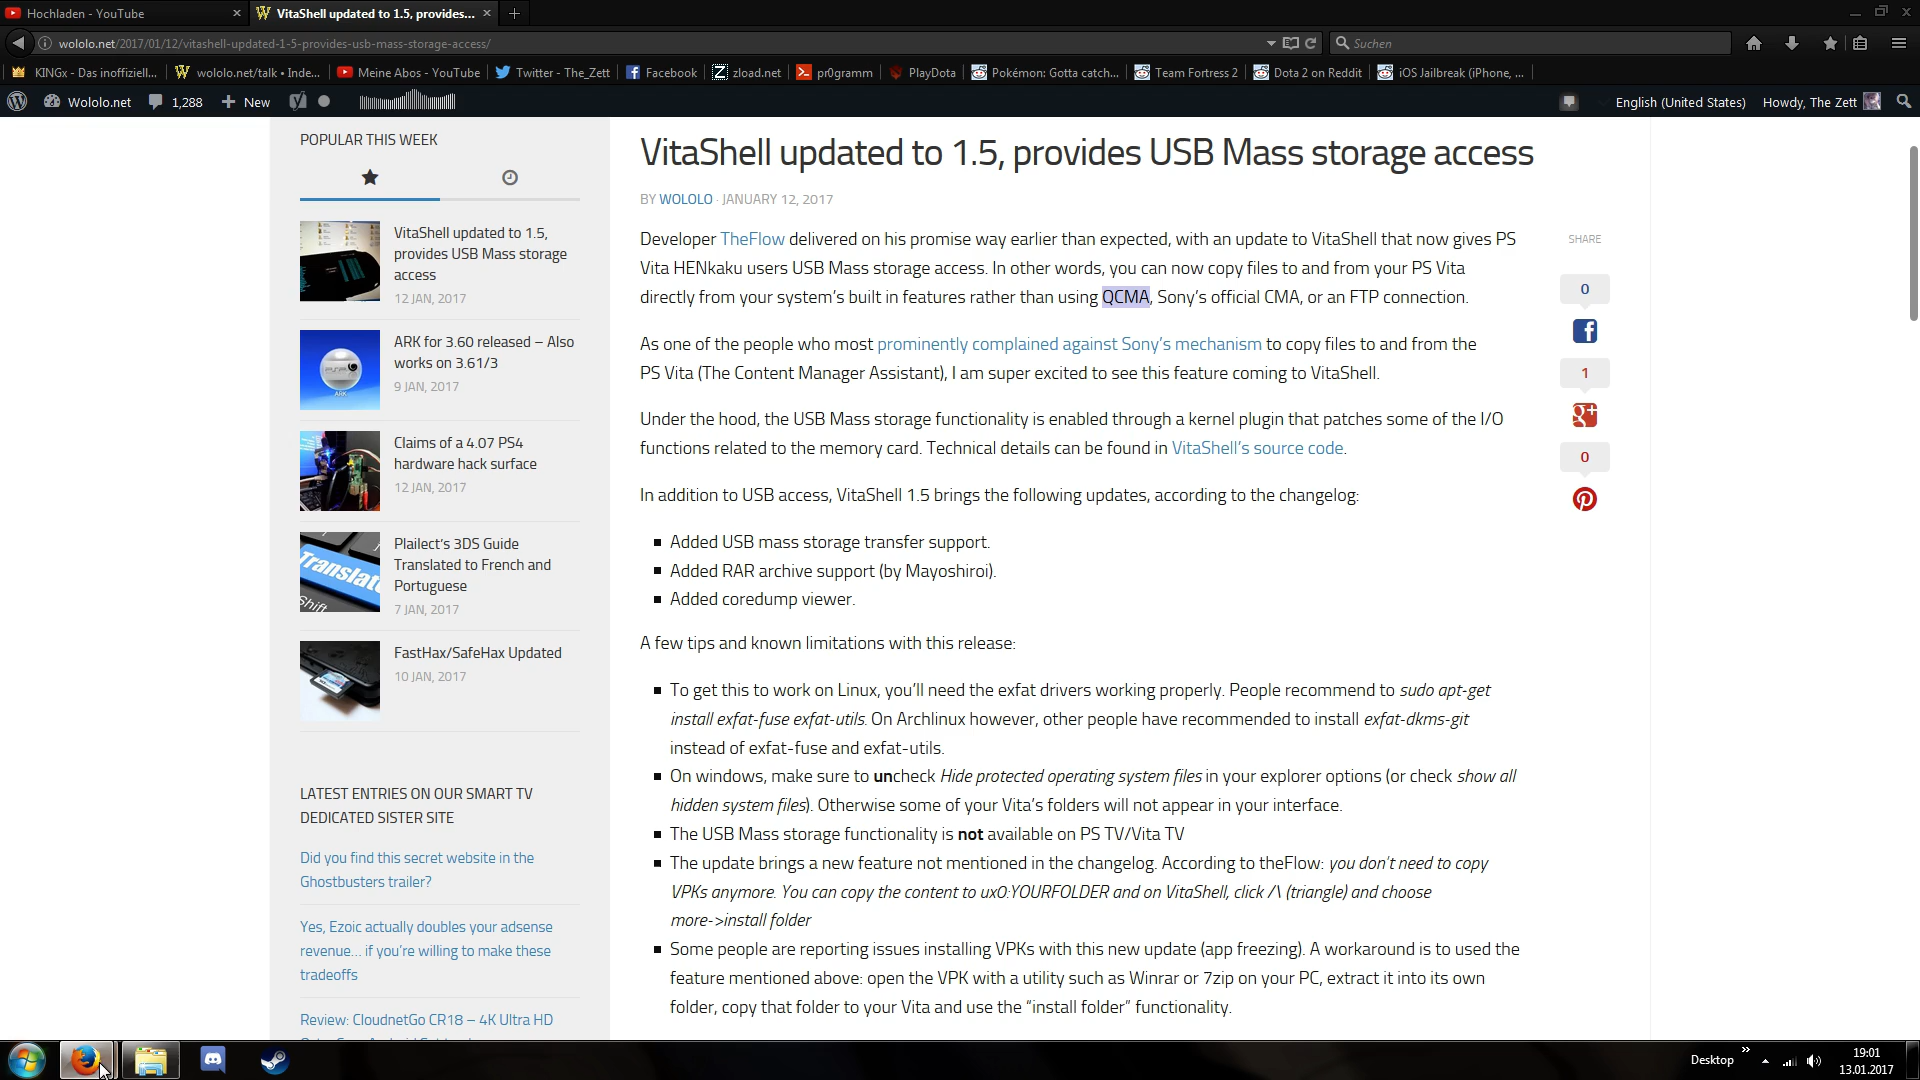 Hochladen - YouTube
VitaShell updated to 1.5, provides...
wololo.net/2017/01/12/vitashell-updated-1-5-provides-usb-mass-storage-access/
Suchen
KINGx - Das inoffiziell...
wololo.net/talk • Inde...
Meine Abos - YouTube
Twitter - The_Zett
Facebook
zload.net
pr0gramm
PlayDota
Pokémon: Gotta catch...
Team Fortress 2
Dota 2 on Reddit
iOS Jailbreak (iPhone, ...
Wololo.net
1,288
New
English (United States)
Howdy, The Zett
POPULAR THIS WEEK
VitaShell updated to 1.5,
provides USB Mass storage
access
12 JAN, 2017
ARK for 3.60 released – Also
works on 3.61/3
9 JAN, 2017
Claims of a 4.07 PS4
hardware hack surface
12 JAN, 2017
Translate
Shift
Plailect's 3DS Guide
Translated to French and
Portuguese
7 JAN, 2017
FastHax/SafeHax Updated
10 JAN, 2017
LATEST ENTRIES ON OUR SMART TV
DEDICATED SISTER SITE
Did you find this secret website in the
Ghostbusters trailer?
Yes, Ezoic actually doubles your adsense
revenue... if you're willing to make these
tradeoffs
Review: CloudnetGo CR18 – 4K Ultra HD
VitaShell updated to 1.5, provides USB Mass storage access
BY WOLOLO · JANUARY 12, 2017
Developer TheFlow delivered on his promise way earlier than expected, with an update to VitaShell that now gives PS
Vita HENkaku users USB Mass storage access. In other words, you can now copy files to and from your PS Vita
directly from your system's built in features rather than using QCMA, Sony's official CMA, or an FTP connection.
As one of the people who most prominently complained against Sony's mechanism to copy files to and from the
PS Vita (The Content Manager Assistant), I am super excited to see this feature coming to VitaShell.
Under the hood, the USB Mass storage functionality is enabled through a kernel plugin that patches some of the I/O
functions related to the memory card. Technical details can be found in VitaShell's source code.
In addition to USB access, VitaShell 1.5 brings the following updates, according to the changelog:
Added USB mass storage transfer support.
Added RAR archive support (by Mayoshiroi).
Added coredump viewer.
A few tips and known limitations with this release:
To get this to work on Linux, you'll need the exfat drivers working properly. People recommend to sudo apt-get
install exfat-fuse exfat-utils. On Archlinux however, other people have recommended to install exfat-dkms-git
instead of exfat-fuse and exfat-utils.
On windows, make sure to uncheck Hide protected operating system files in your explorer options (or check show all
hidden system files). Otherwise some of your Vita's folders will not appear in your interface.
The USB Mass storage functionality is not available on PS TV/Vita TV
The update brings a new feature not mentioned in the changelog. According to theFlow: you don't need to copy
VPKs anymore. You can copy the content to ux0:YOURFOLDER and on VitaShell, click /\ (triangle) and choose
more->install folder
Some people are reporting issues installing VPKs with this new update (app freezing). A workaround is to used the
feature mentioned above: open the VPK with a utility such as Winrar or 7zip on your PC, extract it into its own
folder, copy that folder to your Vita and use the “install folder” functionality.
SHARE
0
1
0
Desktop
19:01
13.01.2017